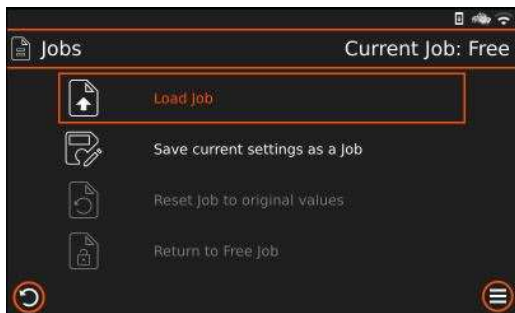 Jobs
Current Job: Free
Load Job
Save current settings as a Job
Reset Job to original values
Return to Free Job